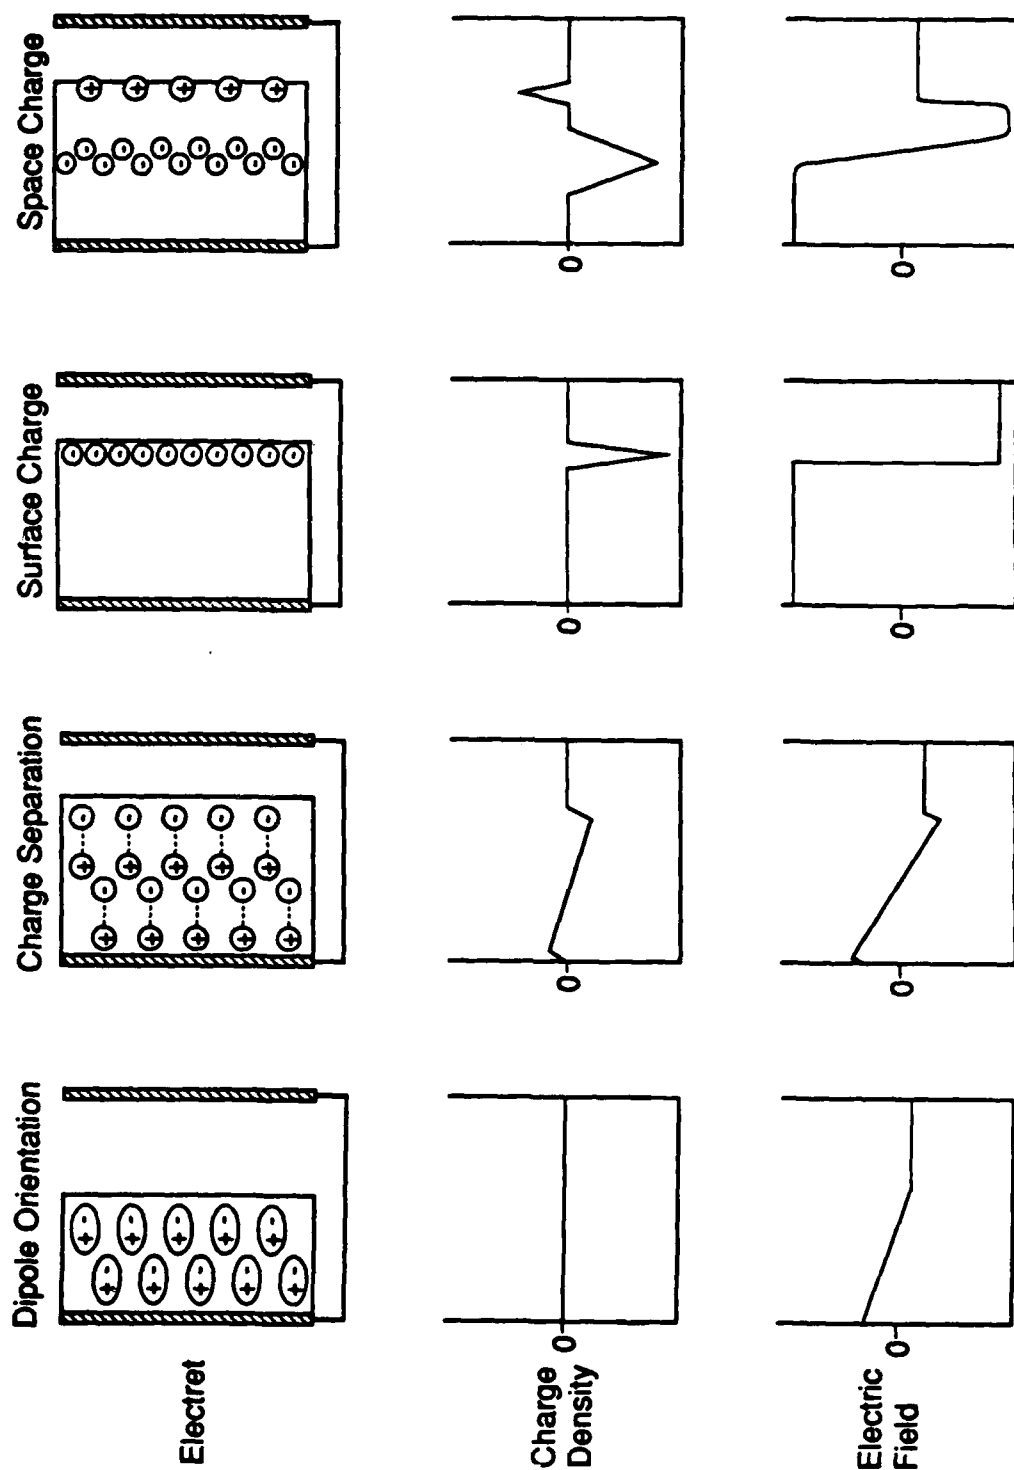 Dipole Orientation
Charge Separation
Surface Charge
Space Charge
Electret
Charge
Density
0
0
0
0
Electric
Field
0
0
0
0